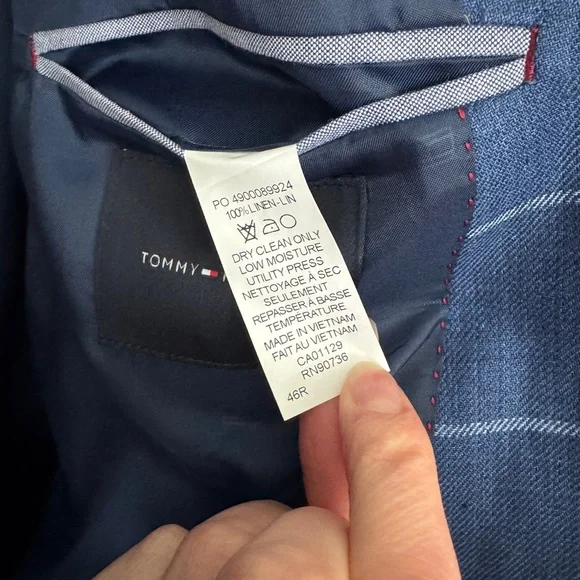 PO 4900089924
100% LINEN-LIN
DRY CLEAN ONLY
LOW MOISTURE
UTILITY PRESS
NETTOYAGE À SEC
SEULEMENT
REPASSER À BASSE
TEMPÉRATURE
MADE IN VIETNAM
FAIT AU VIETNAM
CA01129
RN90736
46R
TOMMY